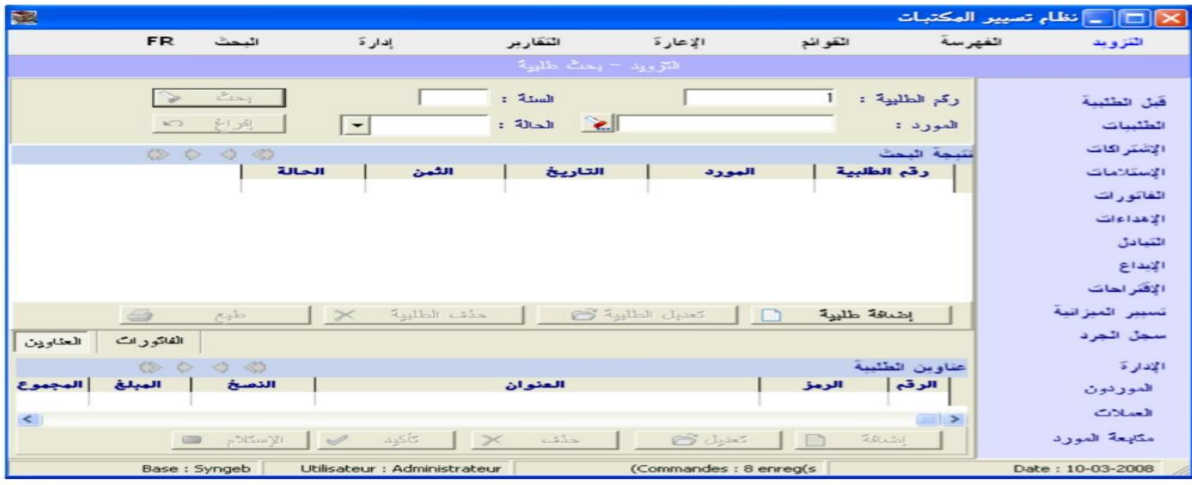 نظام تسيير المكتبات
التزويد الفهرسة القوائم الإعارة التقارير إدارة البحث FR
التزويد - بحث طلبية
ركم الطلبية : 1 السنة : بحث
المورد : الحالة : إفراغ
نتيجة البحث
رقم الطلبية المورد التاريخ الثمن الحالة
إضافة طلبية تعديل الطلبية حذف الطلبية طبع
الفاتورات العناوين
عناوين الطلبية
الرقم الرمز العنوان النسخ المبلغ المجموع
إضافة تعديل حذف تأكيد الإستلام
قبل الطلبية
الطلبيات
الإشتراكات
الإستلامات
الفاتورات
الإهداءات
التبادل
الإيداع
الإقتراحات
تسيير الميزانية
سجل الجرد
الإدارة
الموردون
العملات
متابعة المورد
Base : Syngeb Utilisateur : Administrateur (Commandes : 8 enreg(s Date : 10-03-2008